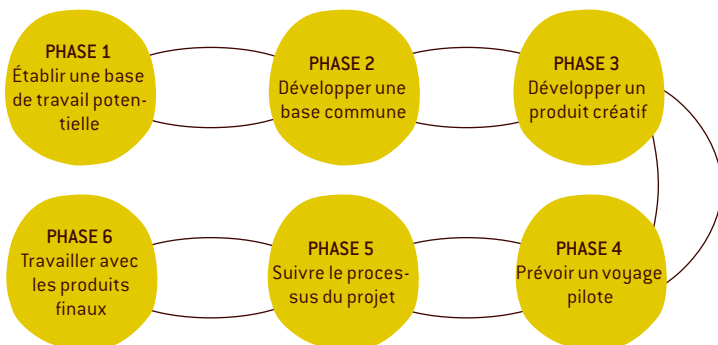 PHASE 1
Établir une base
de travail poten-
tielle
PHASE 2
Développer une
base commune
PHASE 3
Développer un
produit créatif
PHASE 4
Prévoir un voyage
pilote
PHASE 5
Suivre le proces-
sus du projet
PHASE 6
Travailler avec
les produits
finaux